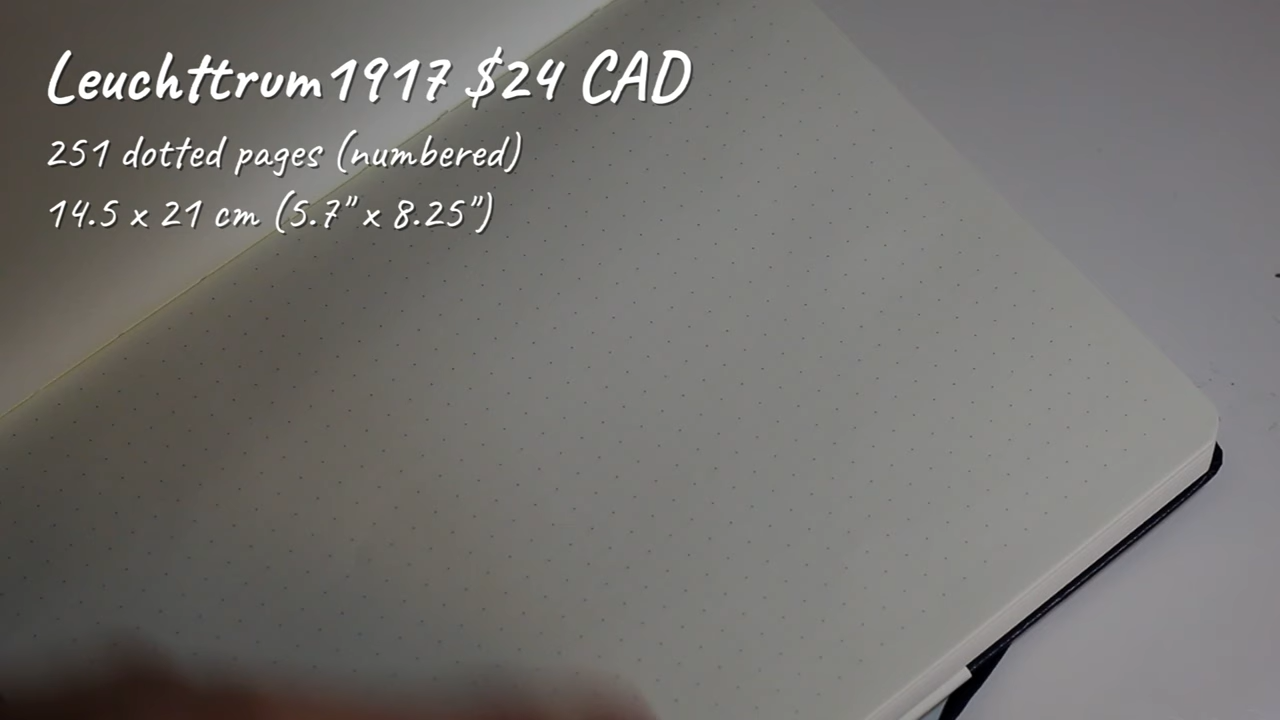 Leuchttrum1917 $24 CAD
251 dotted pages (numbered)
14.5 x 21 cm (5.7" x 8.25")